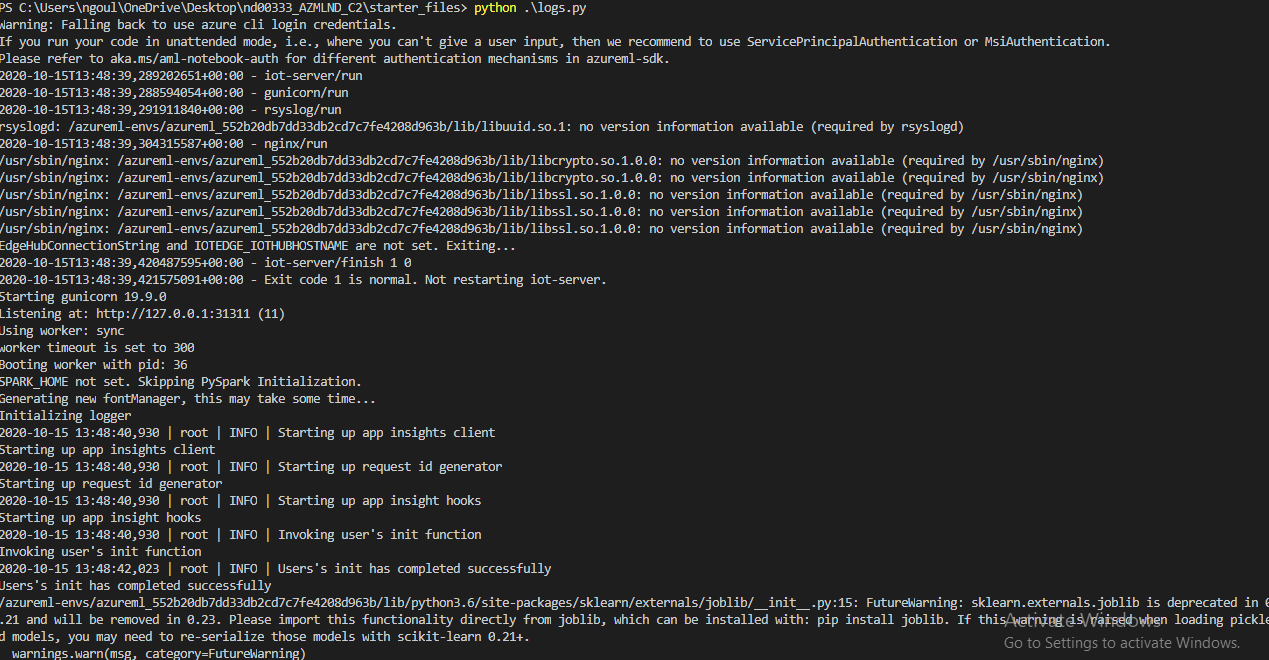 PS C:\Users\ngoul\OneDrive\Desktop\nd00333_AZMLND_C2\starter_files> python .\logs.py
Warning: Falling back to use azure cli login credentials.
If you run your code in unattended mode, i.e., where you can't give a user input, then we recommend to use ServicePrincipalAuthentication or MsiAuthentication.
Please refer to aka.ms/aml-notebook-auth for different authentication mechanisms in azureml-sdk.
2020-10-15T13:48:39,289202651+00:00 - iot-server/run
2020-10-15T13:48:39,288594054+00:00 - gunicorn/run
2020-10-15T13:48:39,291911840+00:00 - rsyslog/run
rsyslogd: /azureml-envs/azureml_552b20db7dd33db2cd7c7fe4208d963b/lib/libuuid.so.1: no version information available (required by rsyslogd)
2020-10-15T13:48:39,304315587+00:00 - nginx/run
/usr/sbin/nginx: /azureml-envs/azureml_552b20db7dd33db2cd7c7fe4208d963b/lib/libcrypto.so.1.0.0: no version information available (required by /usr/sbin/nginx)
/usr/sbin/nginx: /azureml-envs/azureml_552b20db7dd33db2cd7c7fe4208d963b/lib/libcrypto.so.1.0.0: no version information available (required by /usr/sbin/nginx)
/usr/sbin/nginx: /azureml-envs/azureml_552b20db7dd33db2cd7c7fe4208d963b/lib/libssl.so.1.0.0: no version information available (required by /usr/sbin/nginx)
/usr/sbin/nginx: /azureml-envs/azureml_552b20db7dd33db2cd7c7fe4208d963b/lib/libssl.so.1.0.0: no version information available (required by /usr/sbin/nginx)
/usr/sbin/nginx: /azureml-envs/azureml_552b20db7dd33db2cd7c7fe4208d963b/lib/libssl.so.1.0.0: no version information available (required by /usr/sbin/nginx)
EdgeHubConnectionString and IOTEDGE_IOTHUBHOSTNAME are not set. Exiting...
2020-10-15T13:48:39,420487595+00:00 - iot-server/finish 1 0
2020-10-15T13:48:39,421575091+00:00 - Exit code 1 is normal. Not restarting iot-server.
Starting gunicorn 19.9.0
Listening at: http://127.0.0.1:31311 (11)
Using worker: sync
worker timeout is set to 300
Booting worker with pid: 36
SPARK_HOME not set. Skipping PySpark Initialization.
Generating new fontManager, this may take some time...
Initializing logger
2020-10-15 13:48:40,930 | root | INFO | Starting up app insights client
Starting up app insights client
2020-10-15 13:48:40,930 | root | INFO | Starting up request id generator
Starting up request id generator
2020-10-15 13:48:40,930 | root | INFO | Starting up app insight hooks
Starting up app insight hooks
2020-10-15 13:48:40,930 | root | INFO | Invoking user's init function
Invoking user's init function
2020-10-15 13:48:42,023 | root | INFO | Users's init has completed successfully
Users's init has completed successfully
/azureml-envs/azureml_552b20db7dd33db2cd7c7fe4208d963b/lib/python3.6/site-packages/sklearn/externals/joblib/__init__.py:15: FutureWarning: sklearn.externals.joblib is deprecated in 0
.21 and will be removed in 0.23. Please import this functionality directly from joblib, which can be installed with: pip install joblib. If this warning is raised when loading pickle
d models, you may need to re-serialize those models with scikit-learn 0.21+.
warnings.warn(msg, category=FutureWarning)
Activate Windows
Go to Settings to activate Windows.